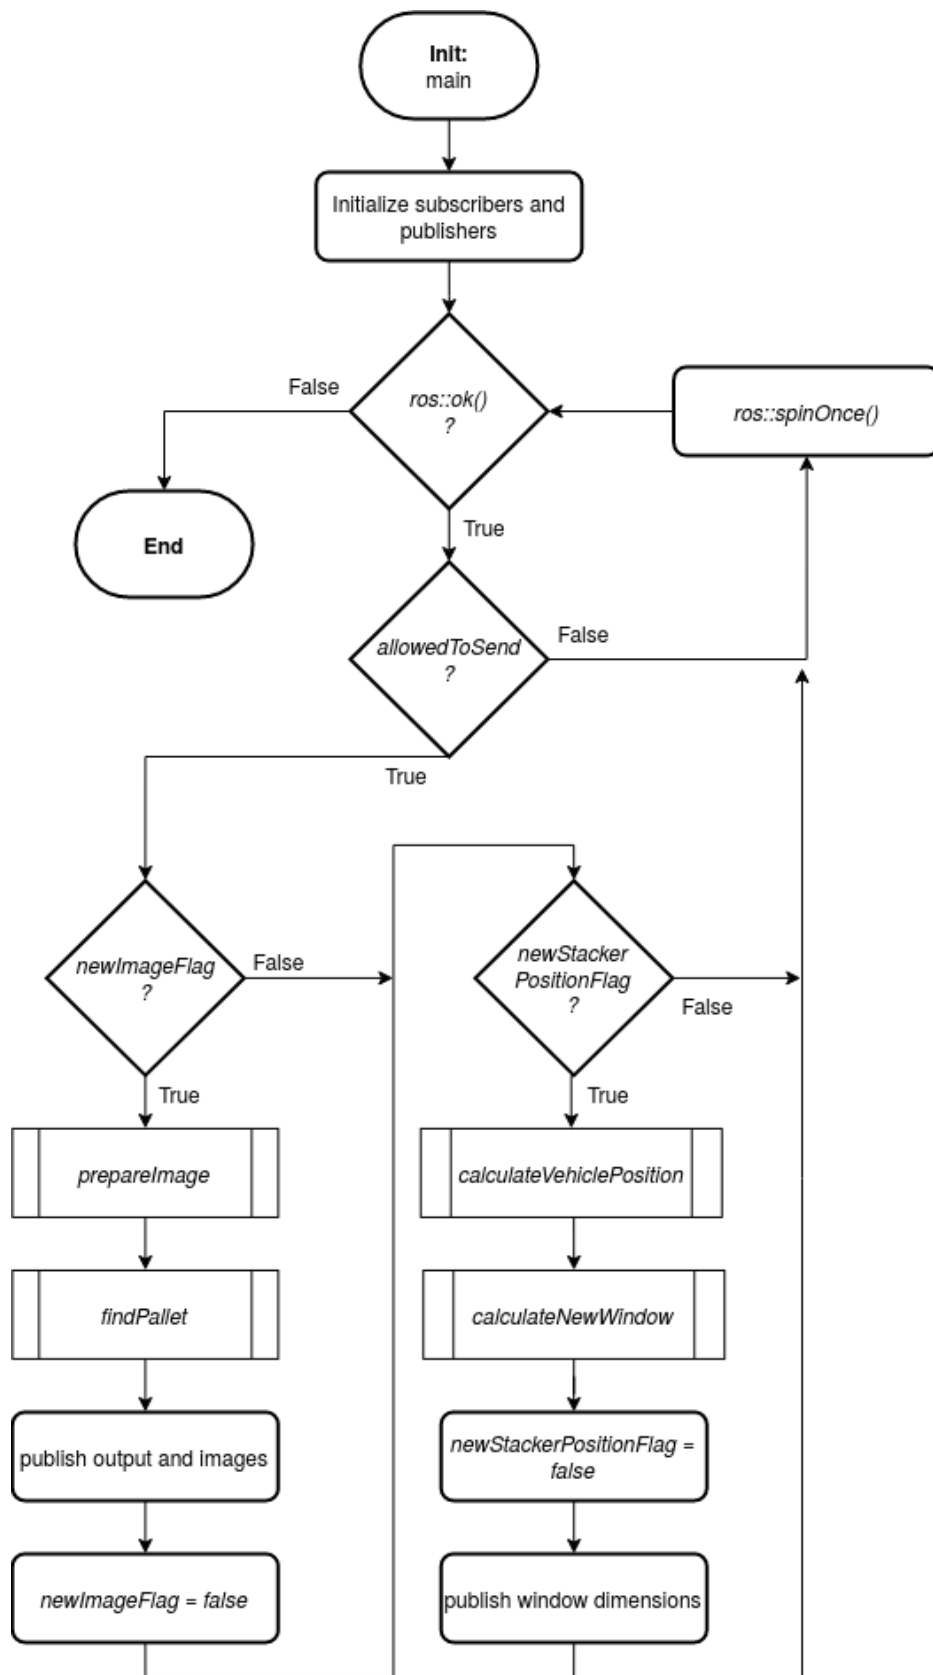 Init:
main
Initialize subscribers and
publishers
False
ros::ok()
?
ros::spinOnce()
End
True
allowedToSend
?
False
True
newImageFlag
?
False
newStacker
PositionFlag
?
False
True
True
prepareImage
calculateVehiclePosition
findPallet
calculateNewWindow
publish output and images
newStackerPositionFlag =
false
newImageFlag = false
publish window dimensions